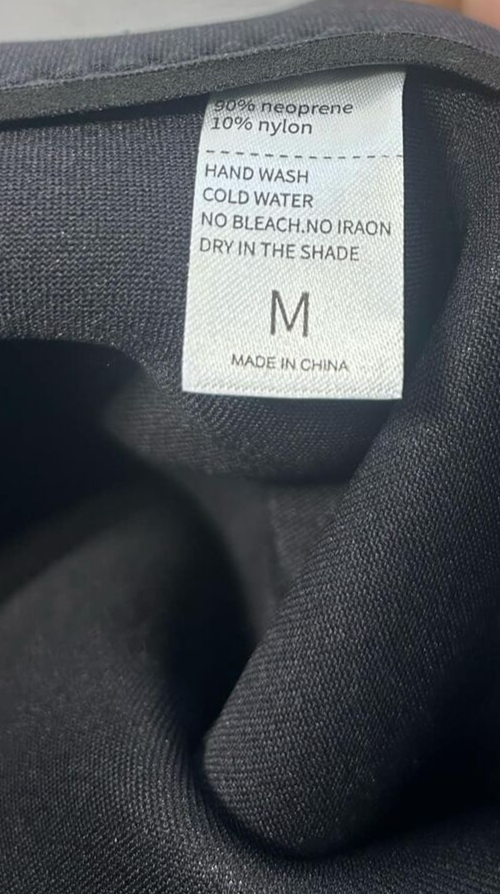 90% neoprene
10% nylon
HAND WASH
COLD WATER
NO BLEACH.NO IRAON
DRY IN THE SHADE
M
MADE IN CHINA